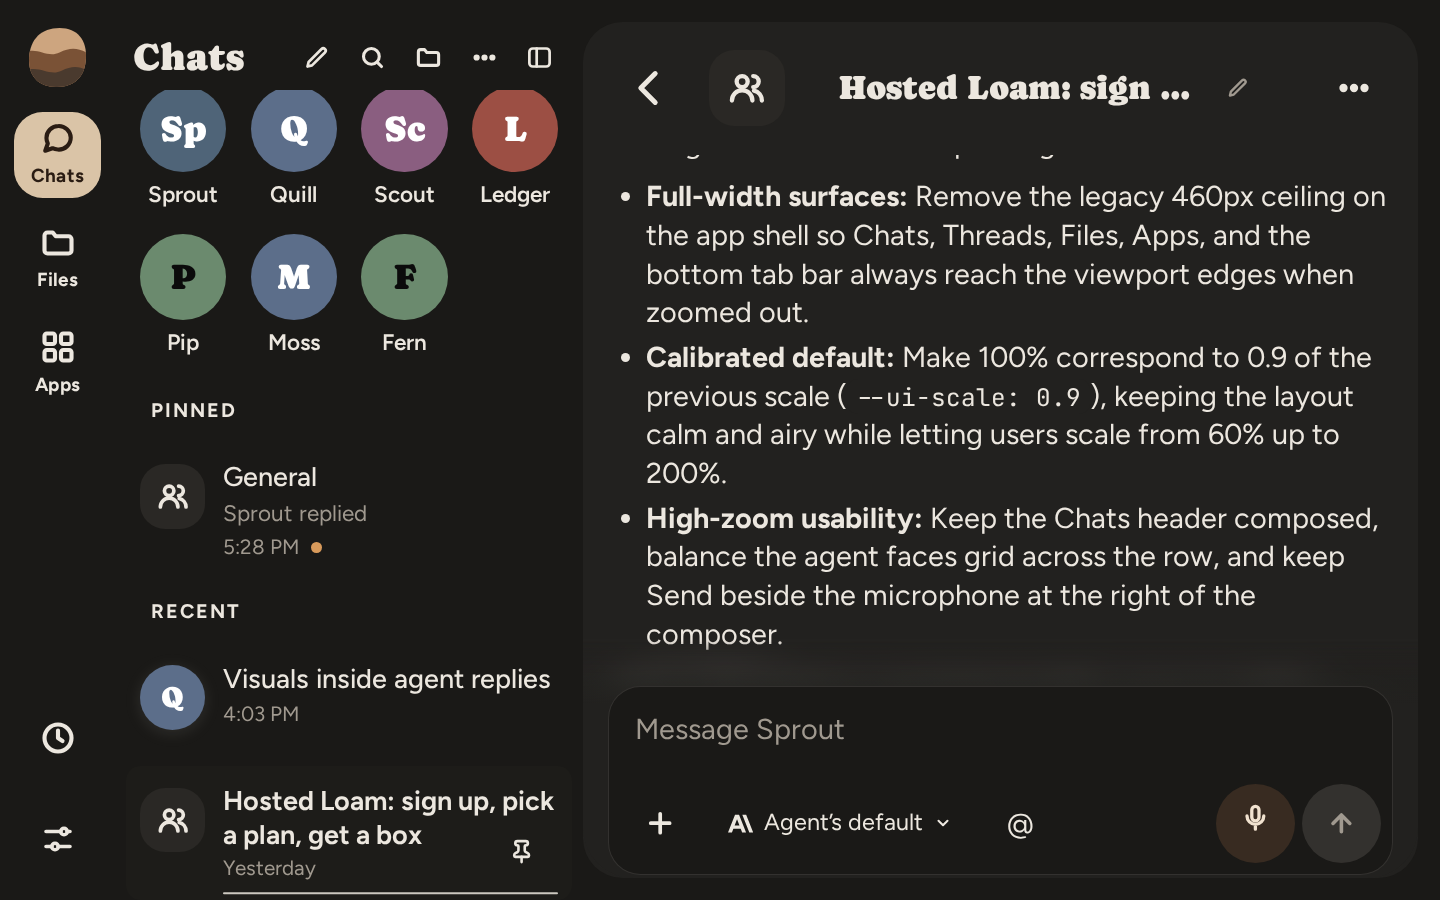 Chats
Sp
Q
Sc
L
Sprout
Quill
Scout
Ledger
P
M
F
Pip
Moss
Fern
Chats
Files
Apps
PINNED
General
Sprout replied
5:28 PM
RECENT
Q
Visuals inside agent replies
4:03 PM
Hosted Loam: sign up, pick
a plan, get a box
Yesterday
Hosted Loam: sign ...
• Full-width surfaces: Remove the legacy 460px ceiling on
the app shell so Chats, Threads, Files, Apps, and the
bottom tab bar always reach the viewport edges when
zoomed out.
• Calibrated default: Make 100% correspond to 0.9 of the
previous scale ( --ui-scale: 0.9 ), keeping the layout
calm and airy while letting users scale from 60% up to
200%.
• High-zoom usability: Keep the Chats header composed,
balance the agent faces grid across the row, and keep
Send beside the microphone at the right of the
composer.
Message Sprout
Agent’s default
@